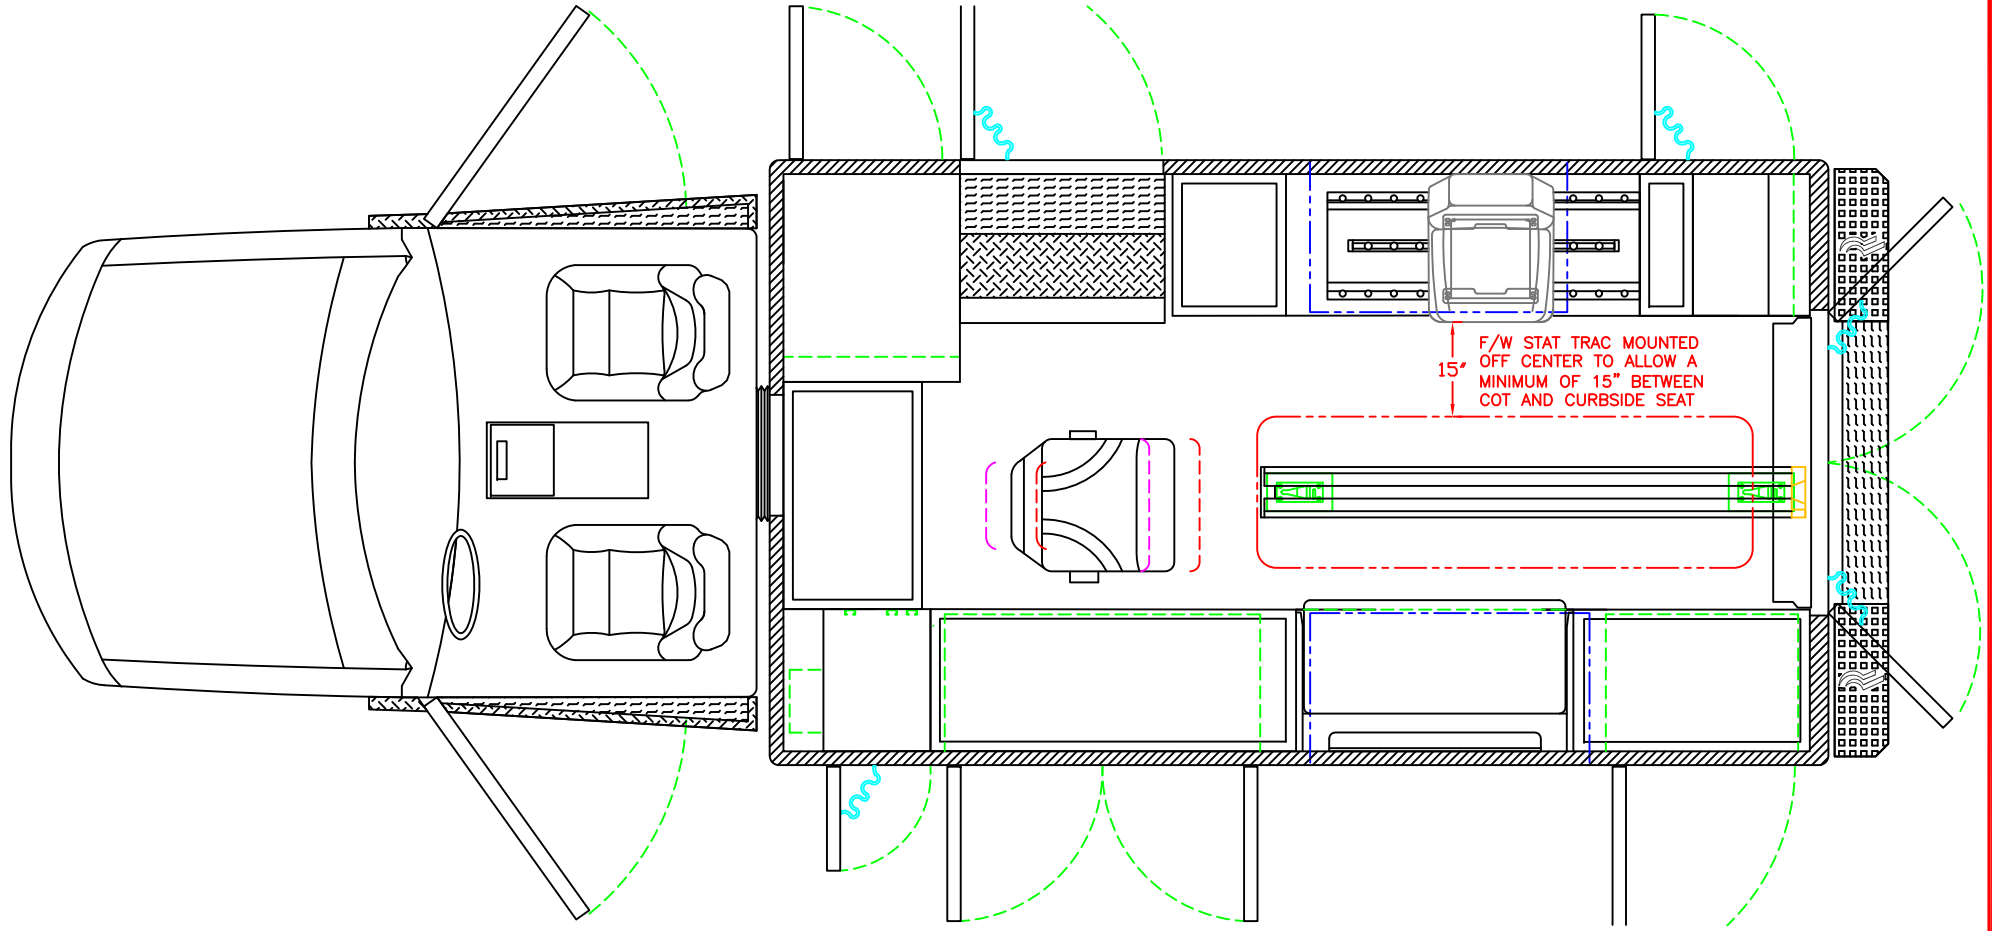 F/W STAT TRAC MOUNTED
OFF CENTER TO ALLOW A
MINIMUM OF 15" BETWEEN
COT AND CURBSIDE SEAT
15"